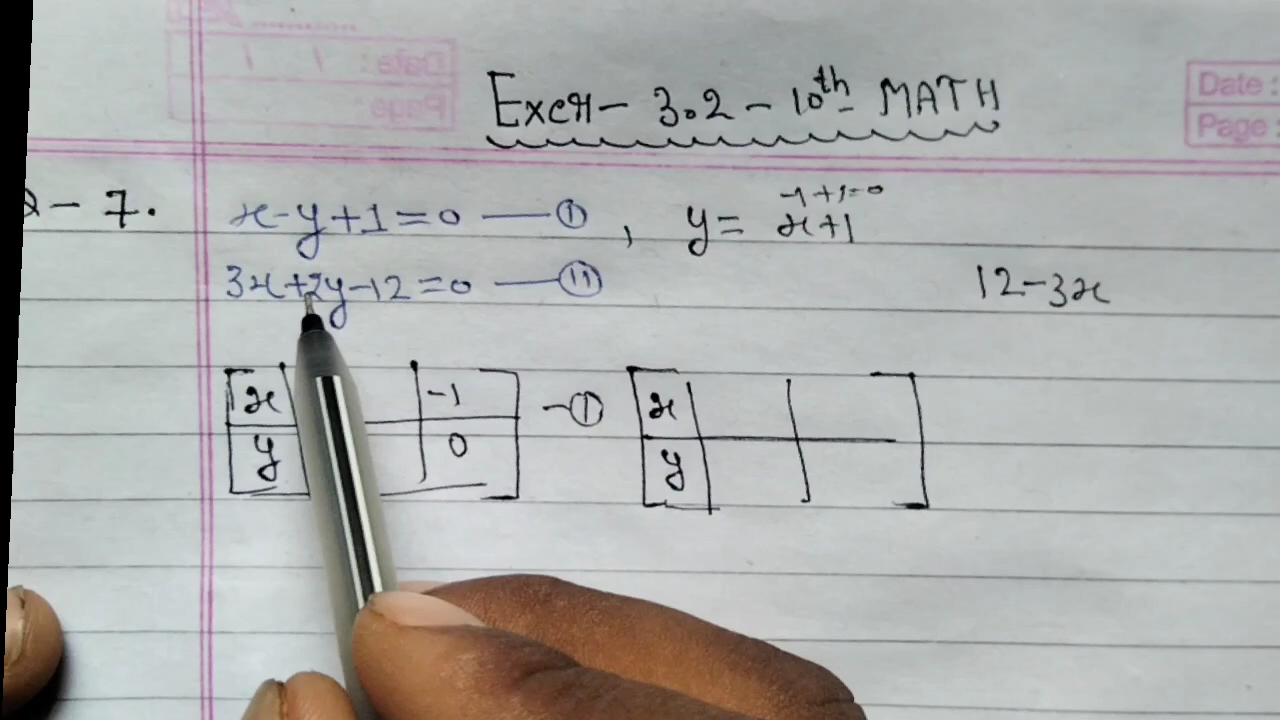 Date :
Page :
Exer- 3.2 - 10th MATH
-1+1=0
Q - 7. x-y+1=0 —— (i) , y= x+1
3x+2y-12=0 —— (ii) 12-3x
x -1 - (i) x
y 0 y